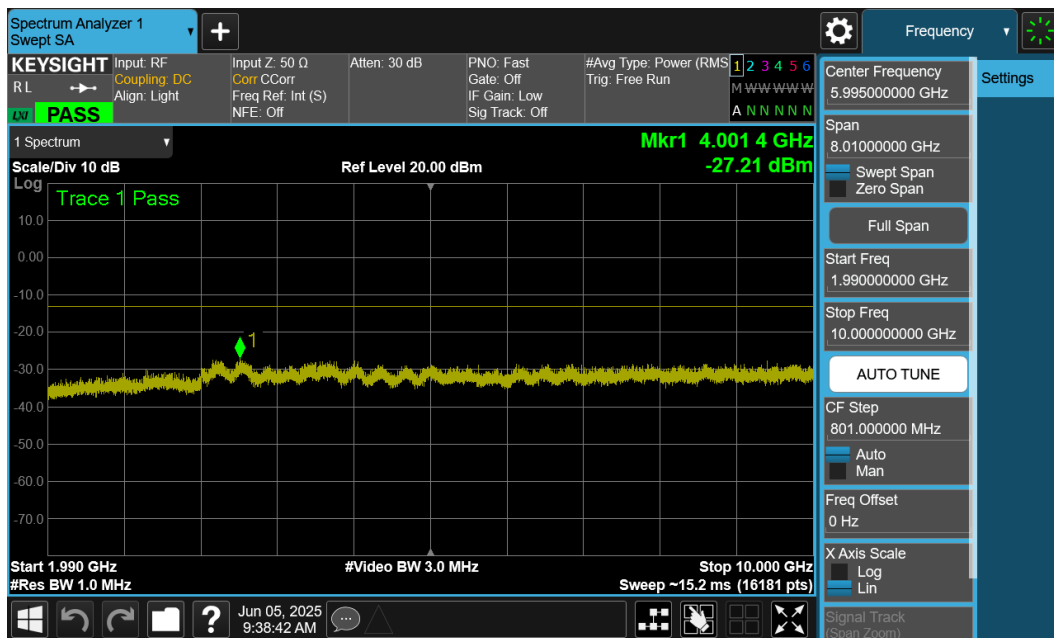 Spectrum Analyzer 1
Swept SA
Frequency
KEYSIGHT
R L
LXI
PASS
Input: RF
Coupling: DC
Align: Light
Input Z: 50 Ω
Corr CCorr
Freq Ref: Int (S)
NFE: Off
Atten: 30 dB
PNO: Fast
Gate: Off
IF Gain: Low
Sig Track: Off
#Avg Type: Power (RMS
Trig: Free Run
1 2 3 4 5 6
M W W W W W
A N N N N N
1 Spectrum
Mkr1 4.001 4 GHz
Scale/Div 10 dB
Ref Level 20.00 dBm
-27.21 dBm
Log
Trace 1 Pass
10.0
0.00
-10.0
-20.0
1
-30.0
-40.0
-50.0
-60.0
-70.0
Start 1.990 GHz
#Video BW 3.0 MHz
Stop 10.000 GHz
#Res BW 1.0 MHz
Sweep ~15.2 ms (16181 pts)
Center Frequency
5.995000000 GHz
Settings
Span
8.01000000 GHz
Swept Span
Zero Span
Full Span
Start Freq
1.990000000 GHz
Stop Freq
10.000000000 GHz
AUTO TUNE
CF Step
801.000000 MHz
Auto
Man
Freq Offset
0 Hz
X Axis Scale
Log
Lin
Signal Track
(Span Zoom)
?
Jun 05, 2025
9:38:42 AM